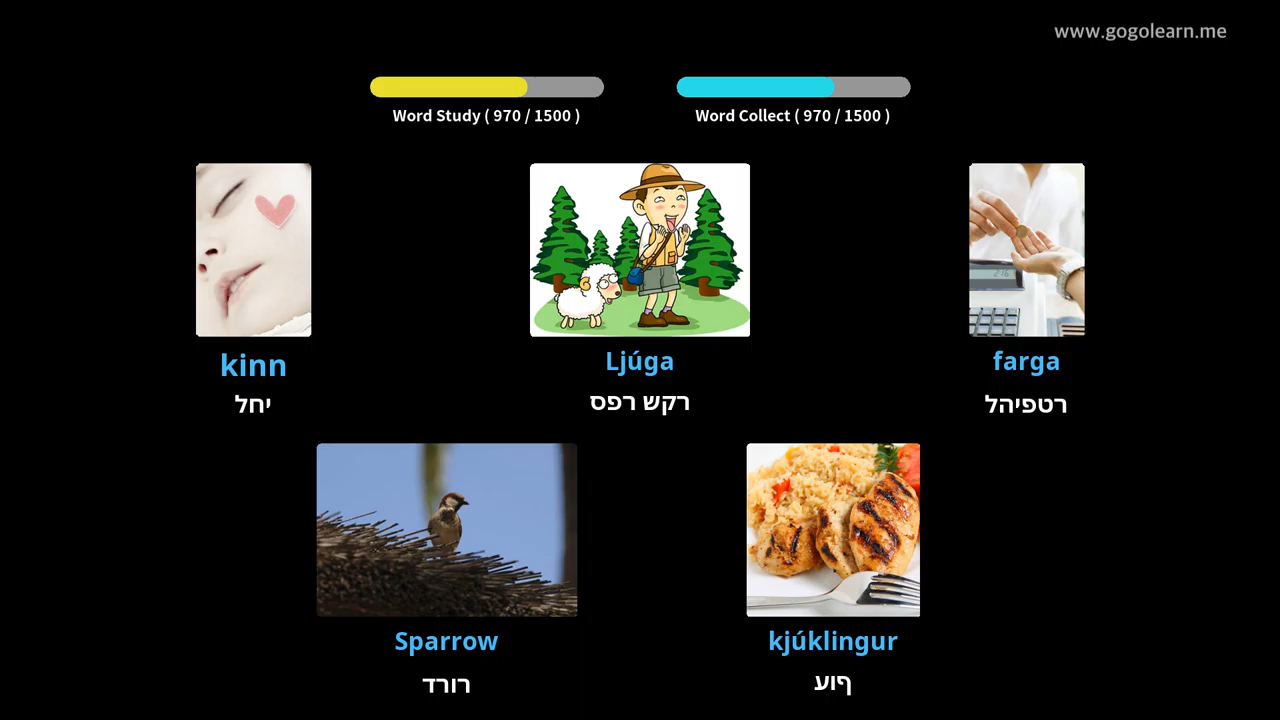 www.gogolearn.me
Word Study ( 970 / 1500 )
Word Collect ( 970 / 1500 )
kinn
יחל
Ljúga
רקש רפס
farga
רטפיהל
Sparrow
רורד
kjúklingur
ףוע